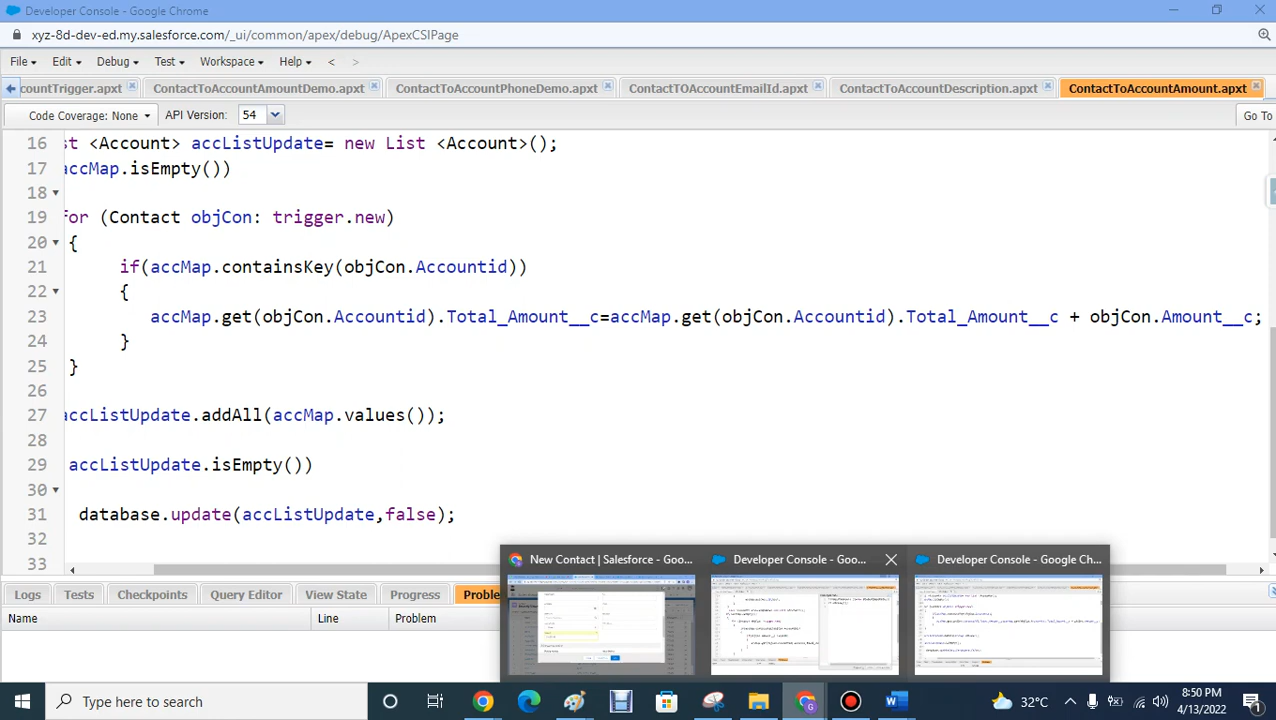 Developer Console - Google Chrome
xyz-8d-dev-ed.my.salesforce.com/_ui/common/apex/debug/ApexCSIPage
File Edit Debug Test Workspace Help < >
countTrigger.apxt ContactToAccountAmountDemo.apxt ContactToAccountPhoneDemo.apxt ContactTOAccountEmailId.apxt ContactToAccountDescription.apxt ContactToAccountAmount.apxt
Code Coverage: None API Version: 54 Go To
16 st <Account> accListUpdate= new List <Account>();
17 accMap.isEmpty())
18
19 for (Contact objCon: trigger.new)
20 {
21 if(accMap.containsKey(objCon.Accountid))
22 {
23 accMap.get(objCon.Accountid).Total_Amount__c=accMap.get(objCon.Accountid).Total_Amount__c + objCon.Amount__c;
24 }
25 }
26
27 accListUpdate.addAll(accMap.values());
28
29 accListUpdate.isEmpty())
30
31 database.update(accListUpdate,false);
32
33
New Contact | Salesforce - Goo... Developer Console - Goo... Developer Console - Google Ch...
Logs Tests Checkp Editor View State Progress Proble
Name Line Problem
Type here to search
32°C
8:50 PM
4/13/2022
1